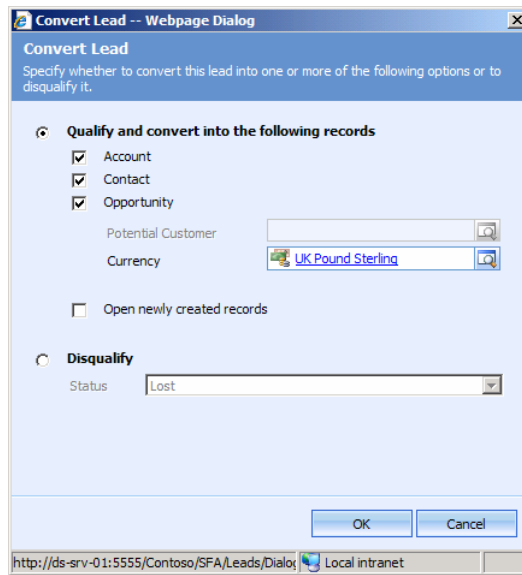 Convert Lead -- Webpage Dialog
Convert Lead
Specify whether to convert this lead into one or more of the following options or to
disqualify it.
Qualify and convert into the following records
Account
Contact
Opportunity
Potential Customer
Currency
UK Pound Sterling
Open newly created records
Disqualify
Status
Lost
OK
Cancel
http://ds-srv-01:5555/Contoso/SFA/Leads/Dialog
Local intranet